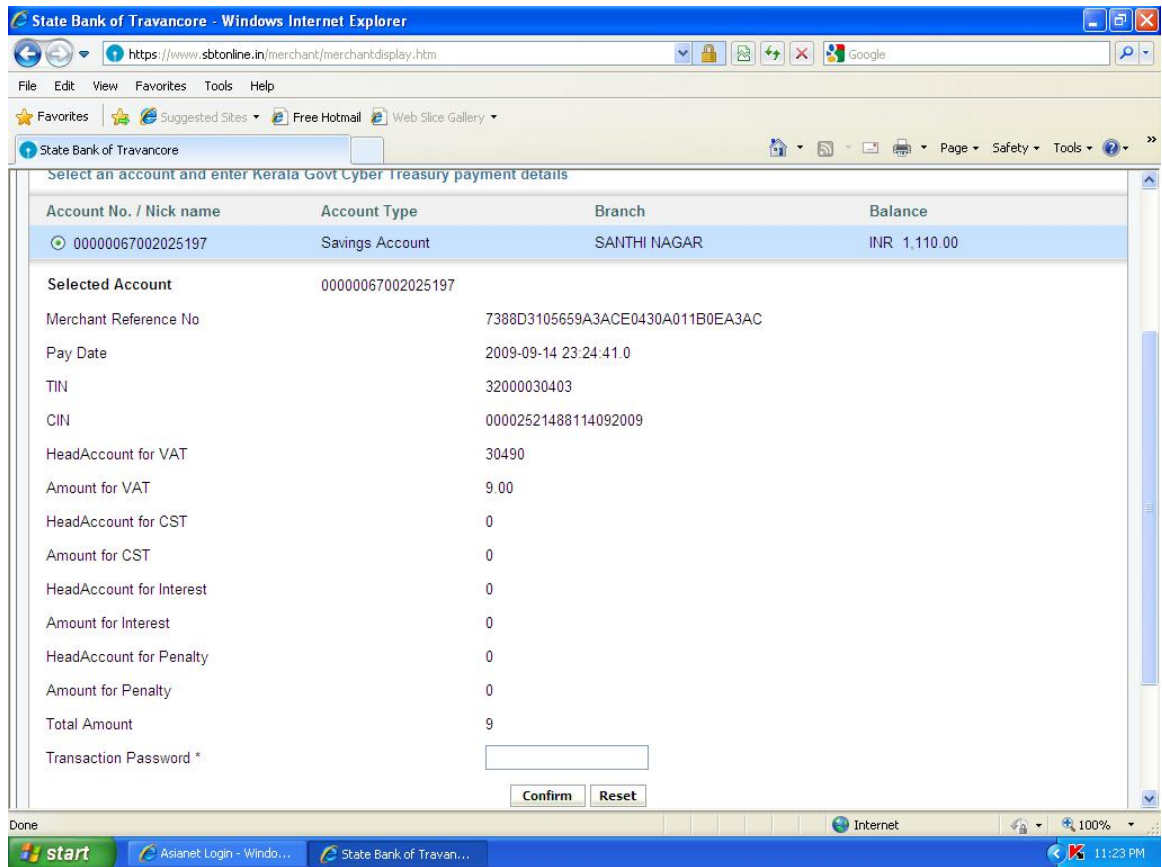 State Bank of Travancore - Windows Internet Explorer
https://www.sbtonline.in/merchant/merchantdisplay.htm Google
File Edit View Favorites Tools Help
Favorites Suggested Sites Free Hotmail Web Slice Gallery
State Bank of Travancore Page Safety Tools »
Select an account and enter Kerala Govt Cyber Treasury payment details
Account No. / Nick name Account Type Branch Balance
00000067002025197 Savings Account SANTHI NAGAR INR 1,110.00
Selected Account 00000067002025197
Merchant Reference No 7388D3105659A3ACE0430A011B0EA3AC
Pay Date 2009-09-14 23:24:41.0
TIN 32000030403
CIN 00002521488114092009
HeadAccount for VAT 30490
Amount for VAT 9.00
HeadAccount for CST 0
Amount for CST 0
HeadAccount for Interest 0
Amount for Interest 0
HeadAccount for Penalty 0
Amount for Penalty 0
Total Amount 9
Transaction Password *
Confirm Reset
Done Internet 100%
start Asianet Login - Windo... State Bank of Travan... 11:23 PM